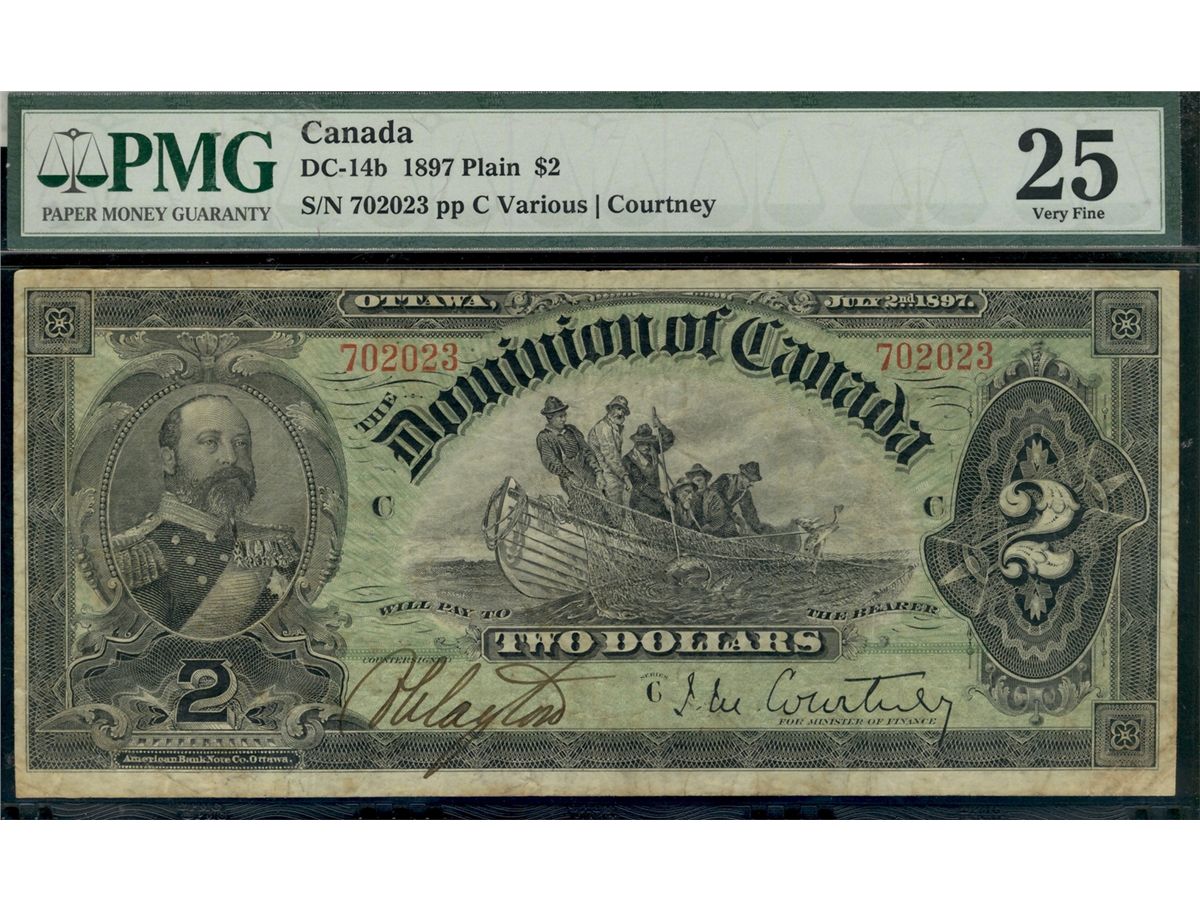 PMG
PAPER MONEY GUARANTY
Canada
DC-14b 1897 Plain $2
S/N 702023 pp C Various | Courtney
25
Very Fine
OTTAWA, JULY 2nd 1897.
702023 702023
THE Dominion of Canada
C C
2
WILL PAY TO THE BEARER
TWO DOLLARS
COUNTERSIGNED
SERIES
C
Courtney
FOR MINISTER OF FINANCE
2
American Bank Note Co. Ottawa.